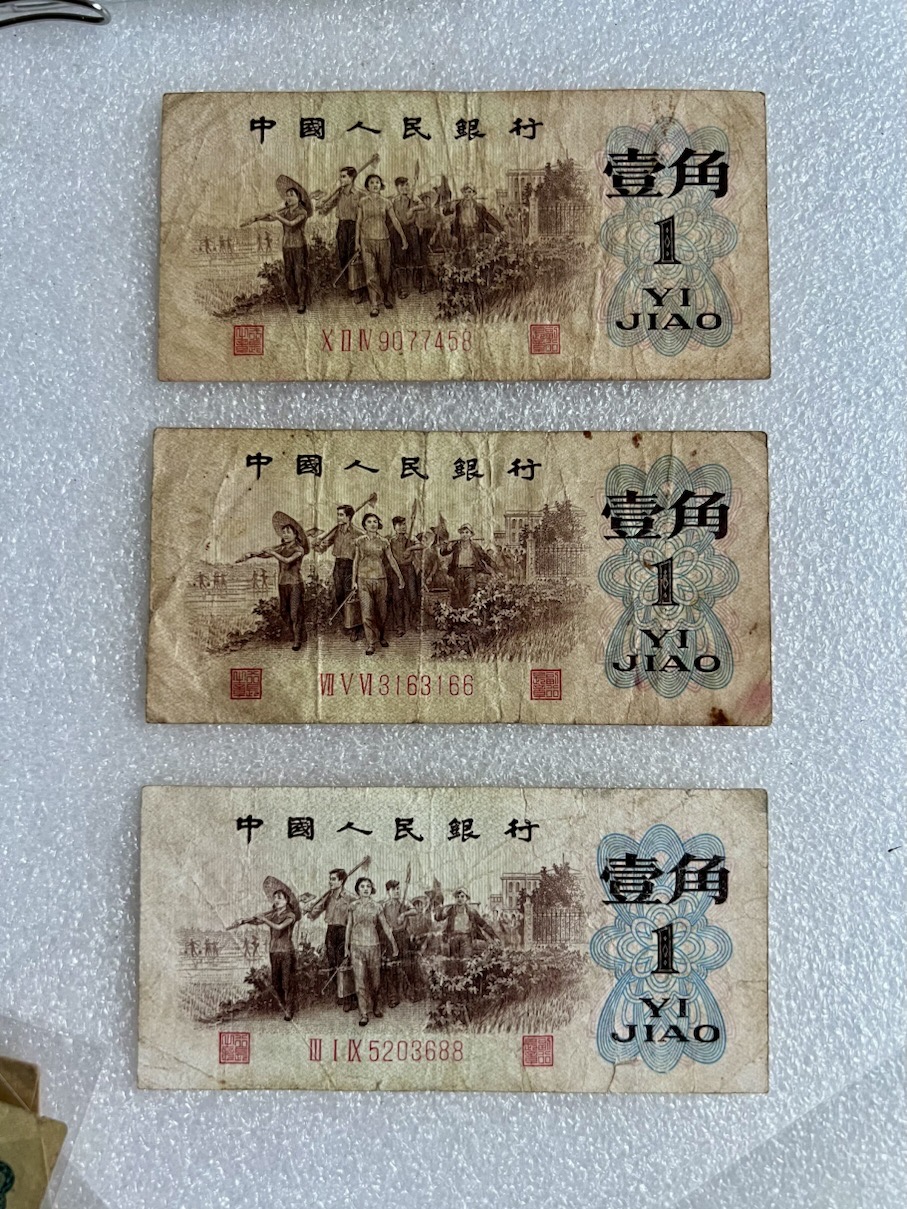 中國人民銀行
壹角
1
YI
JIAO
X II IV 9077458
中國人民銀行
壹角
1
YI
JIAO
VII V VI 3163166
中國人民銀行
壹角
1
YI
JIAO
III I IX 5203688